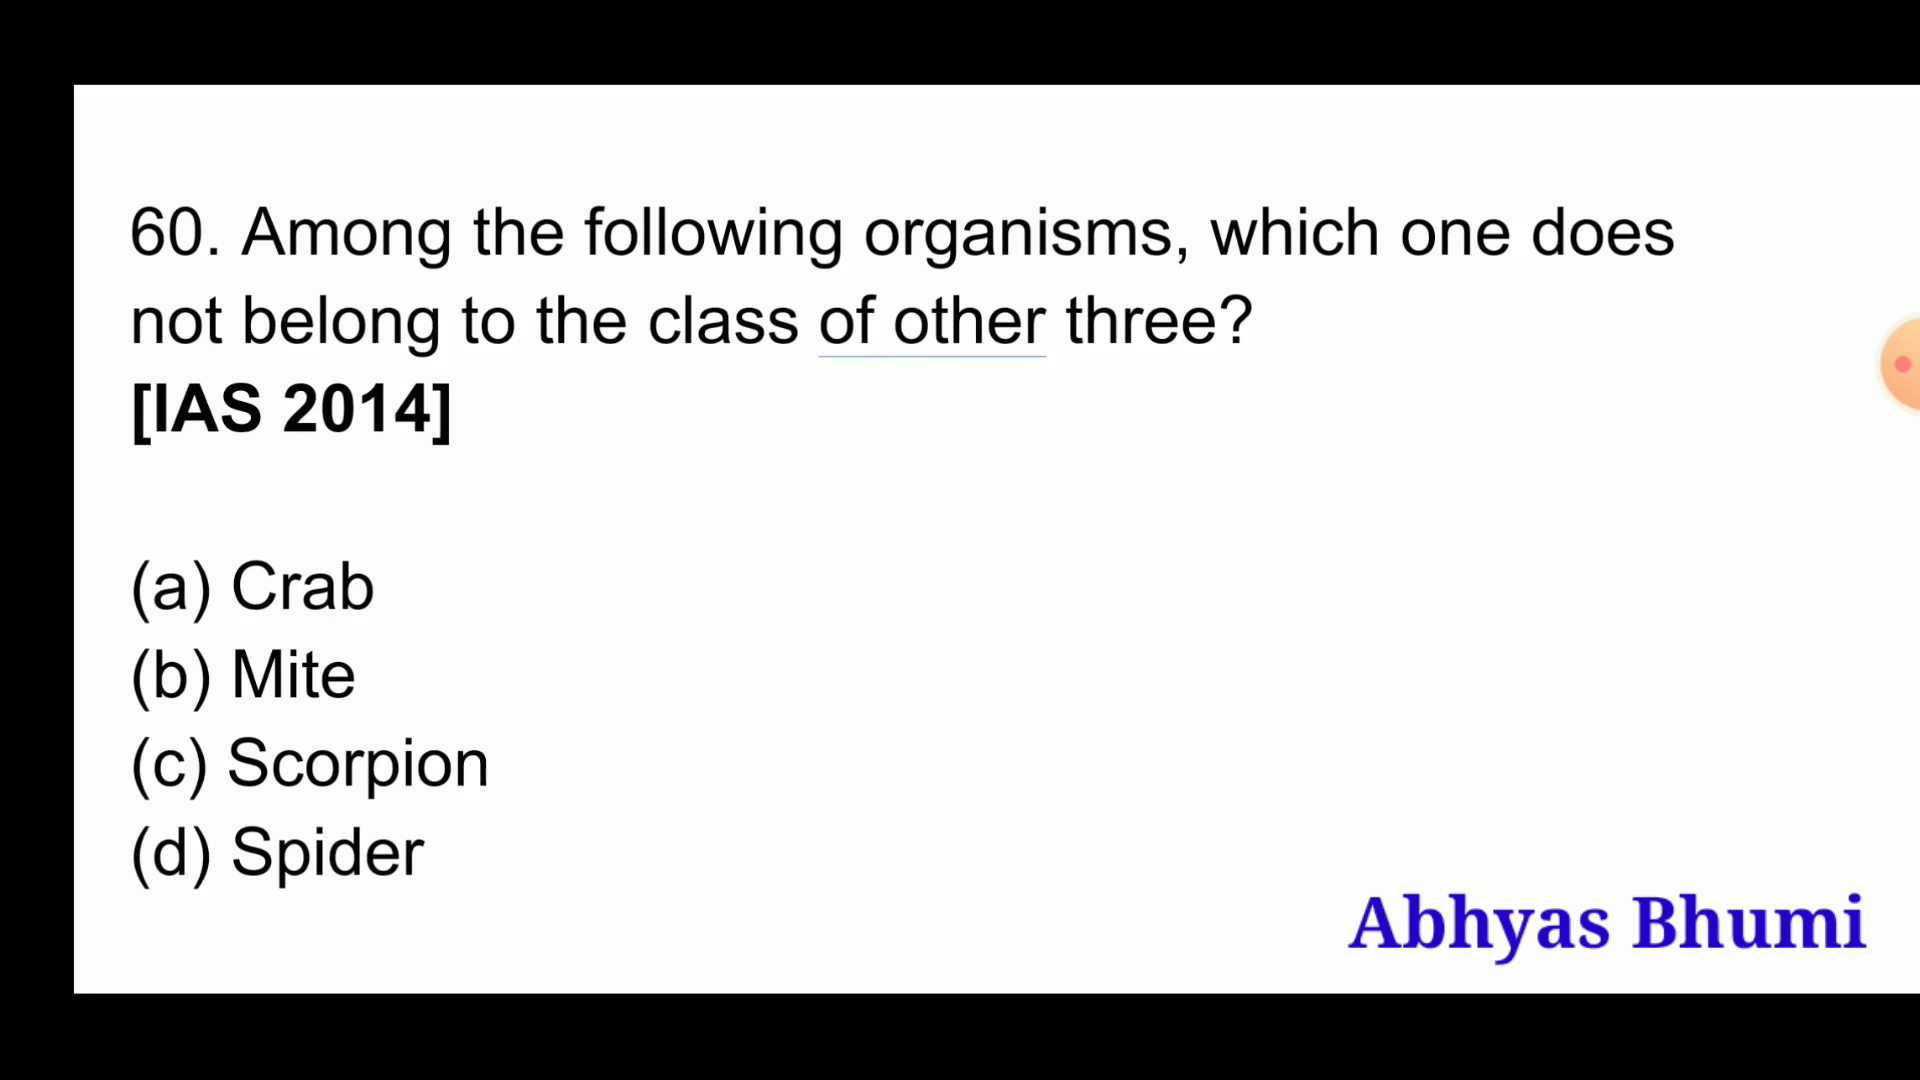 60. Among the following organisms, which one does
not belong to the class of other three?
[IAS 2014]
(a) Crab
(b) Mite
(c) Scorpion
(d) Spider
Abhyas Bhumi